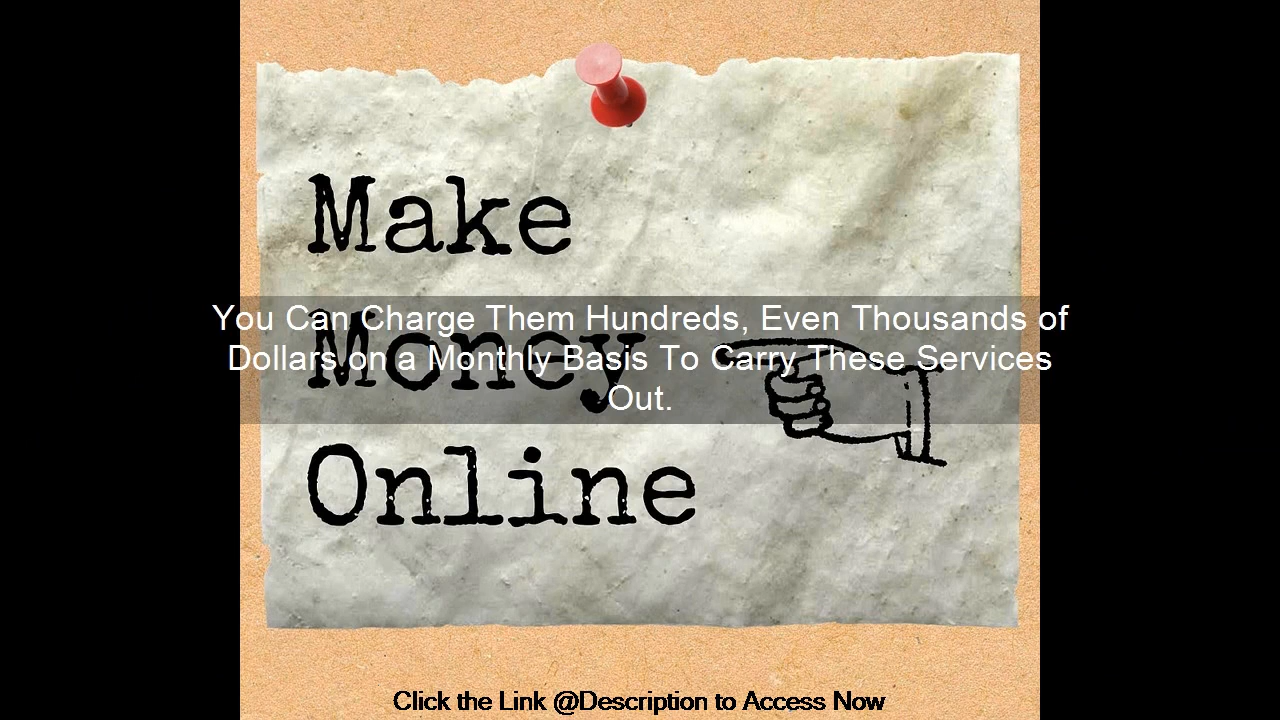 Make
You Can Charge Them Hundreds, Even Thousands of
Money
Dollars on a Monthly Basis To Carry These Services
Out.
Online
Click the Link @Description to Access Now